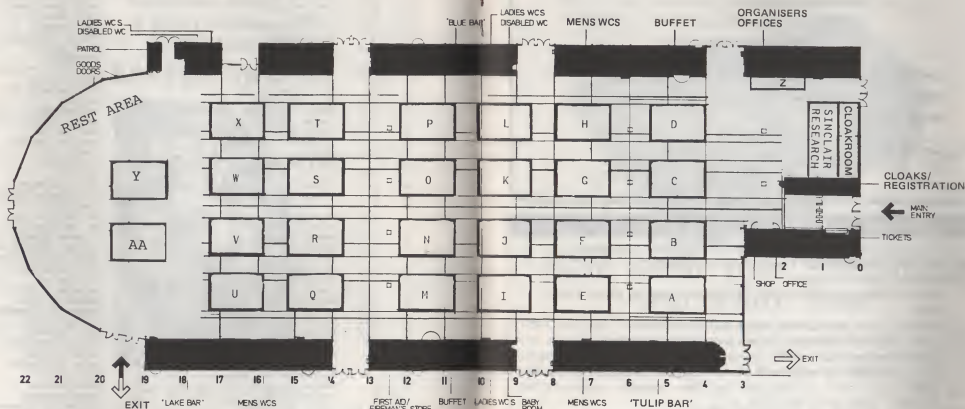 LADIES WCS
DISABLED WC
PATROL
GOODS
DOORS
REST AREA
'BLUE BAR'
LADIES WCS
DISABLED WC
MENS WCS
BUFFET
ORGANISERS
OFFICES
Z
CLOAKROOM
SINCLAIR
RESEARCH
CLOAKS/
REGISTRATION
MAIN
ENTRY
TICKETS
X T P L H D
Y W S O K G C
AA V R N J F B
U Q M I E A
2 1 0
SHOP OFFICE
EXIT
22 21 20 19 18 17 16 15 14 13 12 11 10 9 8 7 6 5 4 3
EXIT
'LAKE BAR'
MENS WCS
FIRST AID/
FIREMAN'S STORE
BUFFET
LADIES WCS
BABY
ROOM
MENS WCS
'TULIP BAR'